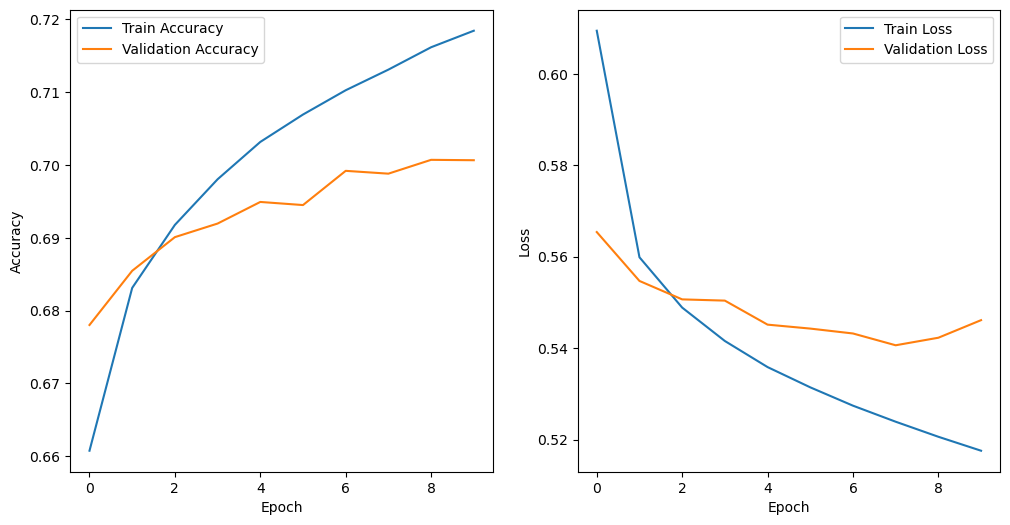 Train Accuracy
Validation Accuracy
0.72
0.71
0.70
0.69
0.68
0.67
0.66
Accuracy
0 2 4 6 8
Epoch
Train Loss
Validation Loss
0.60
0.58
0.56
0.54
0.52
Loss
0 2 4 6 8
Epoch